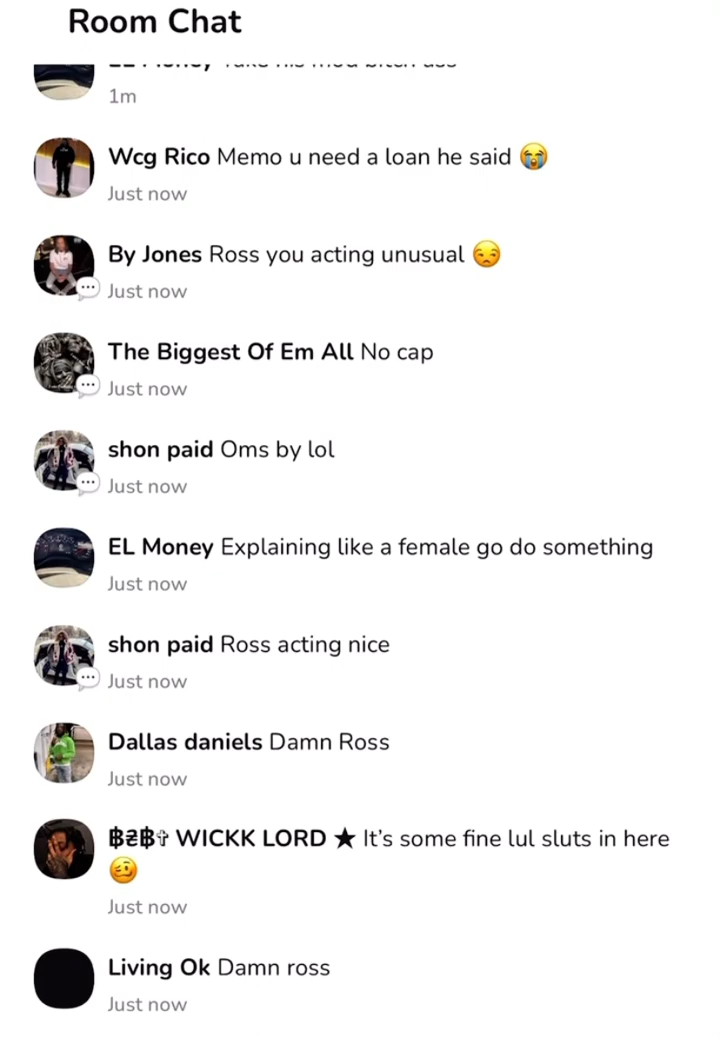 Room Chat
1m
Wcg Rico Memo u need a loan he said 😭
Just now
By Jones Ross you acting unusual 😒
Just now
The Biggest Of Em All No cap
Just now
shon paid Oms by lol
Just now
EL Money Explaining like a female go do something
Just now
shon paid Ross acting nice
Just now
Dallas daniels Damn Ross
Just now
฿₴฿✞ WICKK LORD ★ It’s some fine lul sluts in here
🥴
Just now
Living Ok Damn ross
Just now